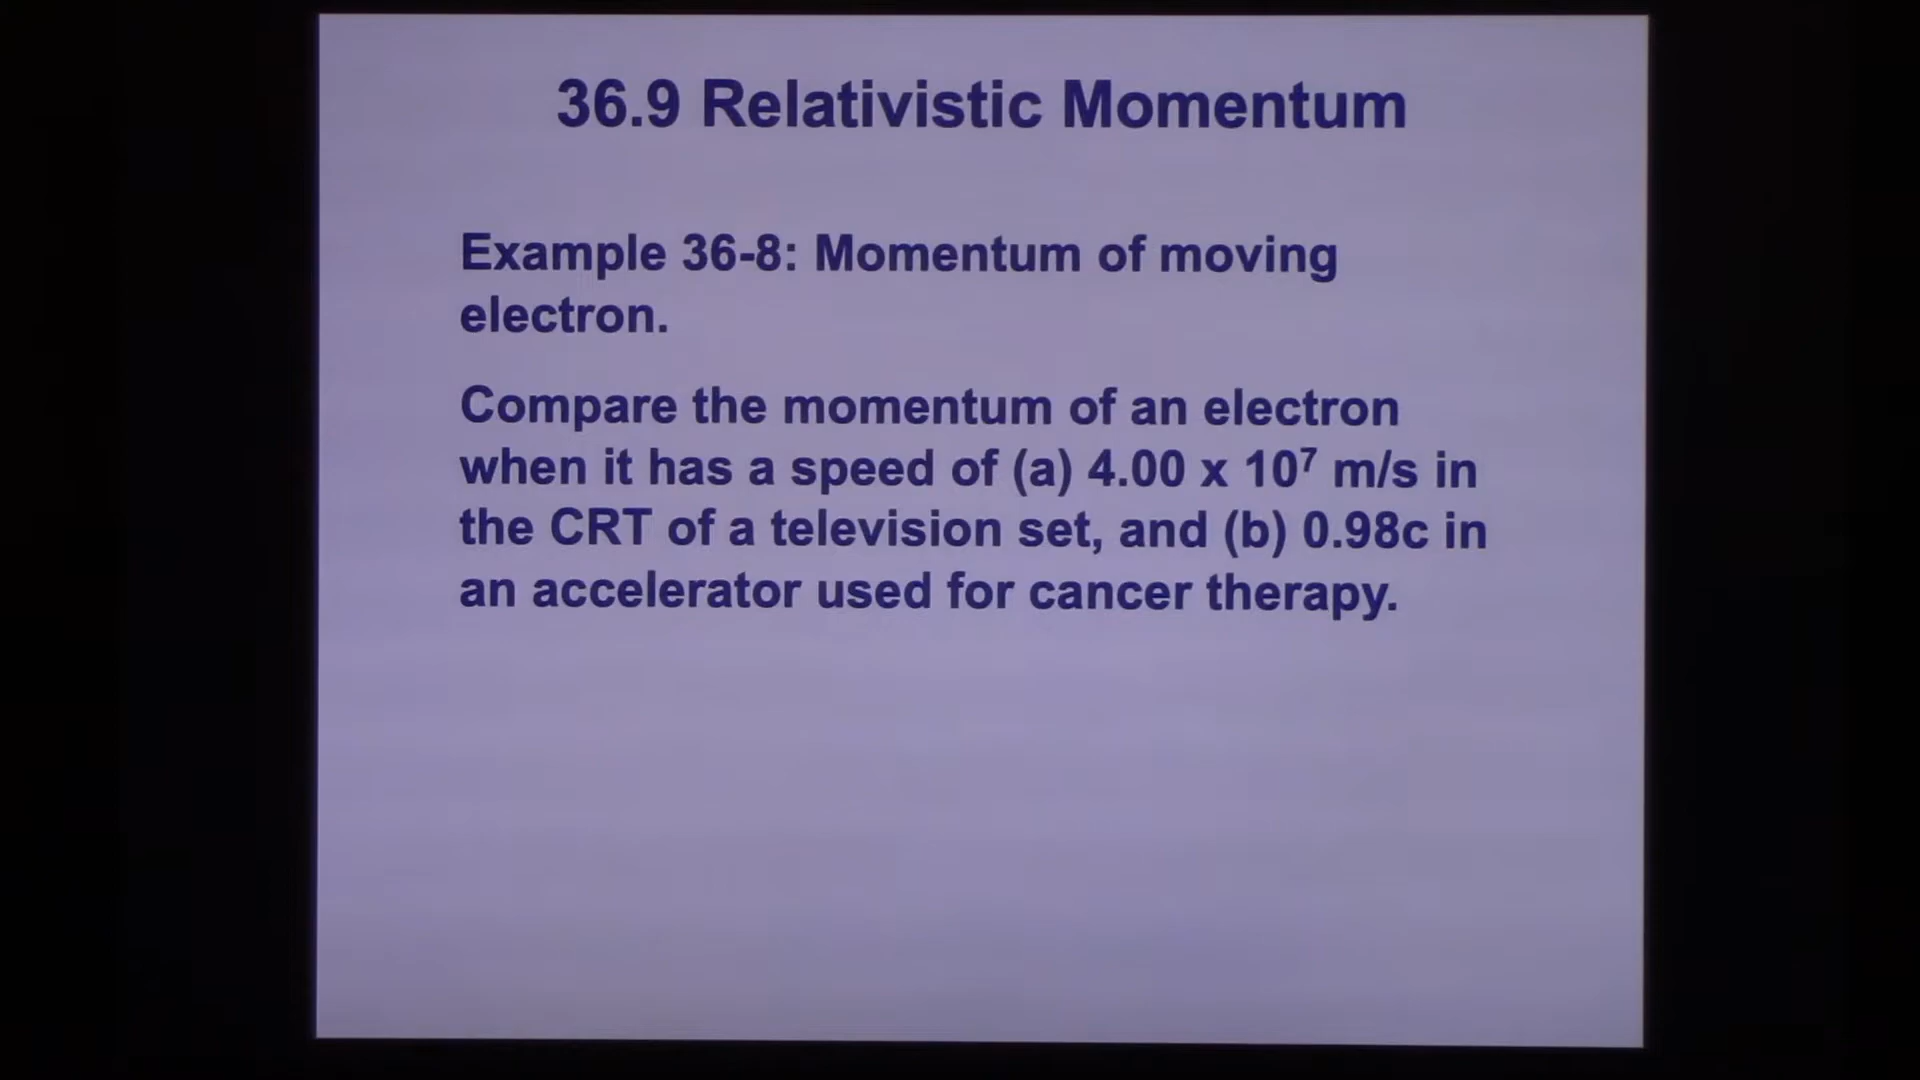 36.9 Relativistic Momentum
Example 36-8: Momentum of moving
electron.
Compare the momentum of an electron
when it has a speed of (a) 4.00 x 10⁷ m/s in
the CRT of a television set, and (b) 0.98c in
an accelerator used for cancer therapy.